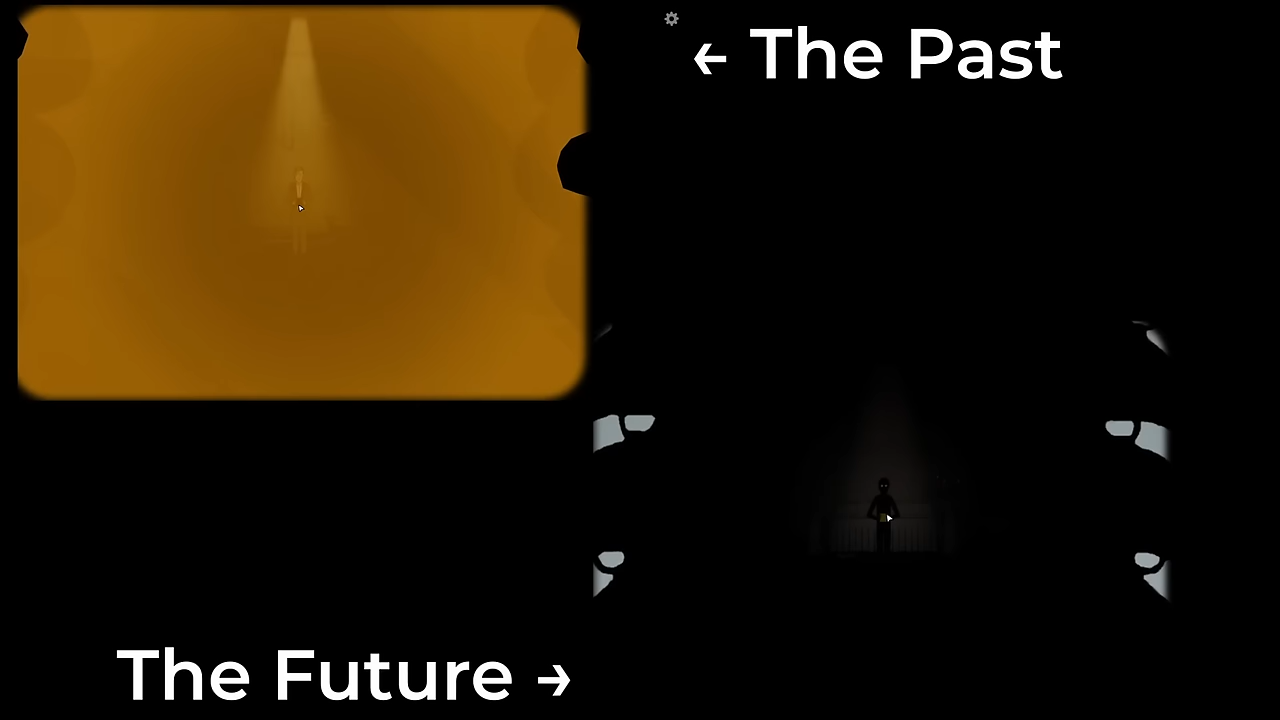 ← The Past
The Future →